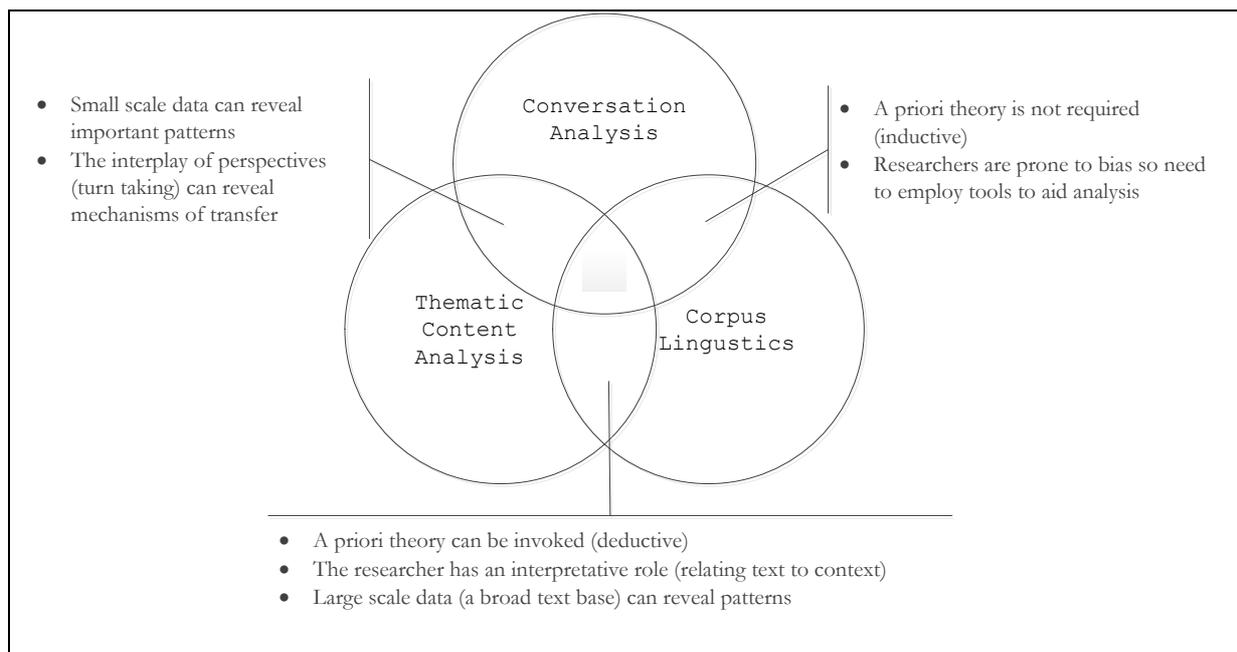 Conversation
Analysis
• Small scale data can reveal
important patterns
• The interplay of perspectives
(turn taking) can reveal
mechanisms of transfer
• A priori theory is not required
(inductive)
• Researchers are prone to bias so need
to employ tools to aid analysis
Thematic
Content
Analysis
Corpus
Lingustics
• A priori theory can be invoked (deductive)
• The researcher has an interpretative role (relating text to context)
• Large scale data (a broad text base) can reveal patterns